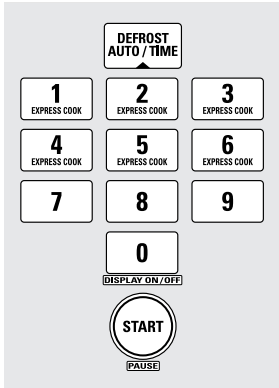 DEFROST
AUTO/TIME
1 2 3
EXPRESS COOK EXPRESS COOK EXPRESS COOK
4 5 6
EXPRESS COOK EXPRESS COOK EXPRESS COOK
7 8 9
0
DISPLAY ON/OFF
START
PAUSE